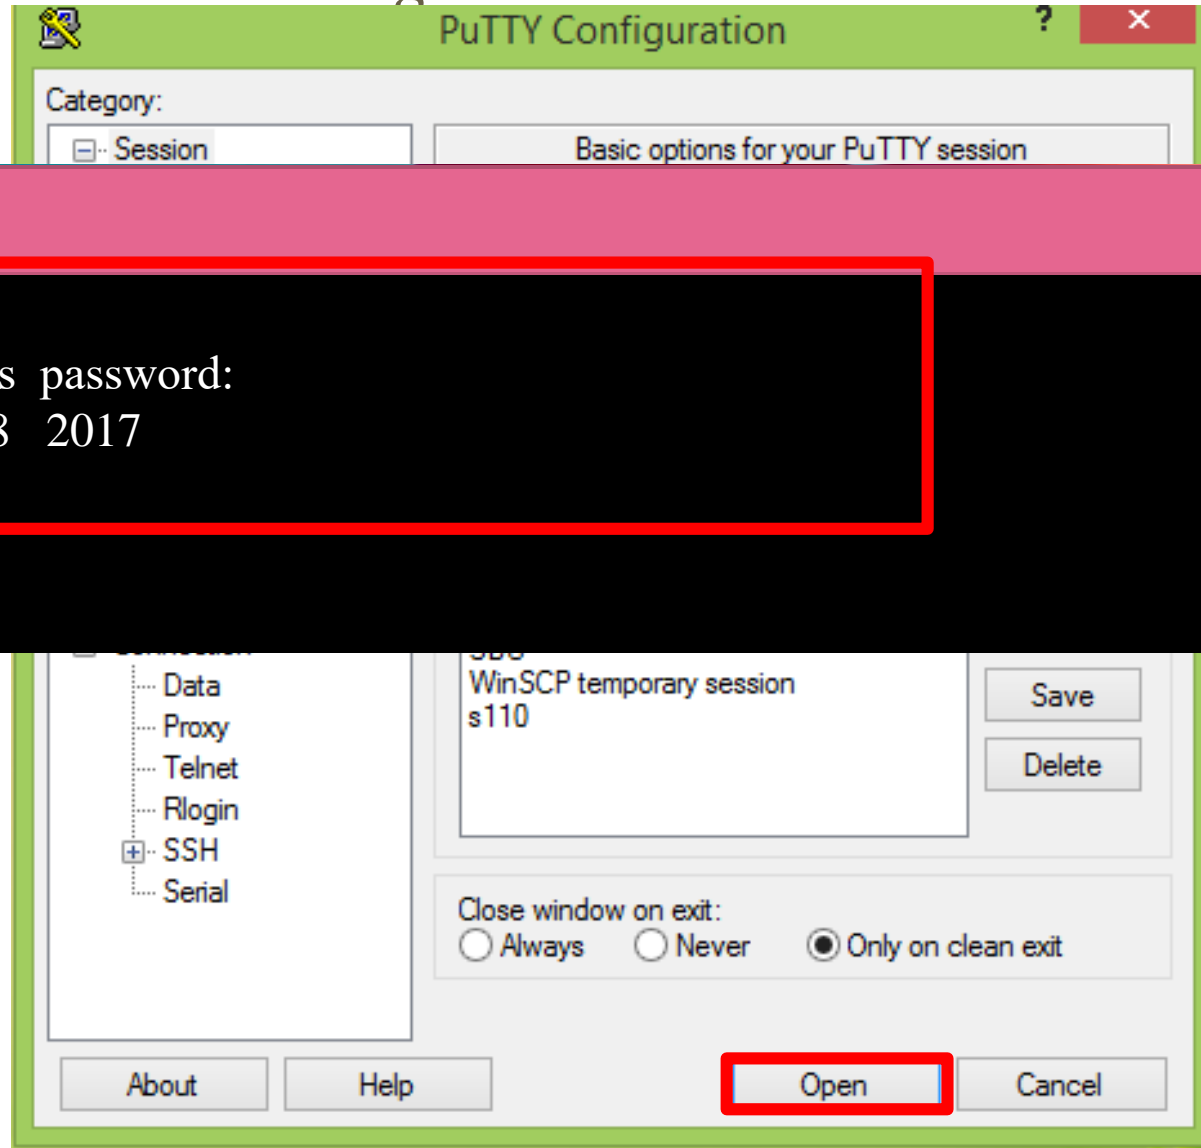 PuTTY Configuration
?
Category:
Session
Basic options for your PuTTY session
s password:
8 2017
WinSCP temporary session
s110
Data
Proxy
Telnet
Rlogin
SSH
Serial
Save
Delete
Close window on exit:
Always Never Only on clean exit
About Help Open Cancel